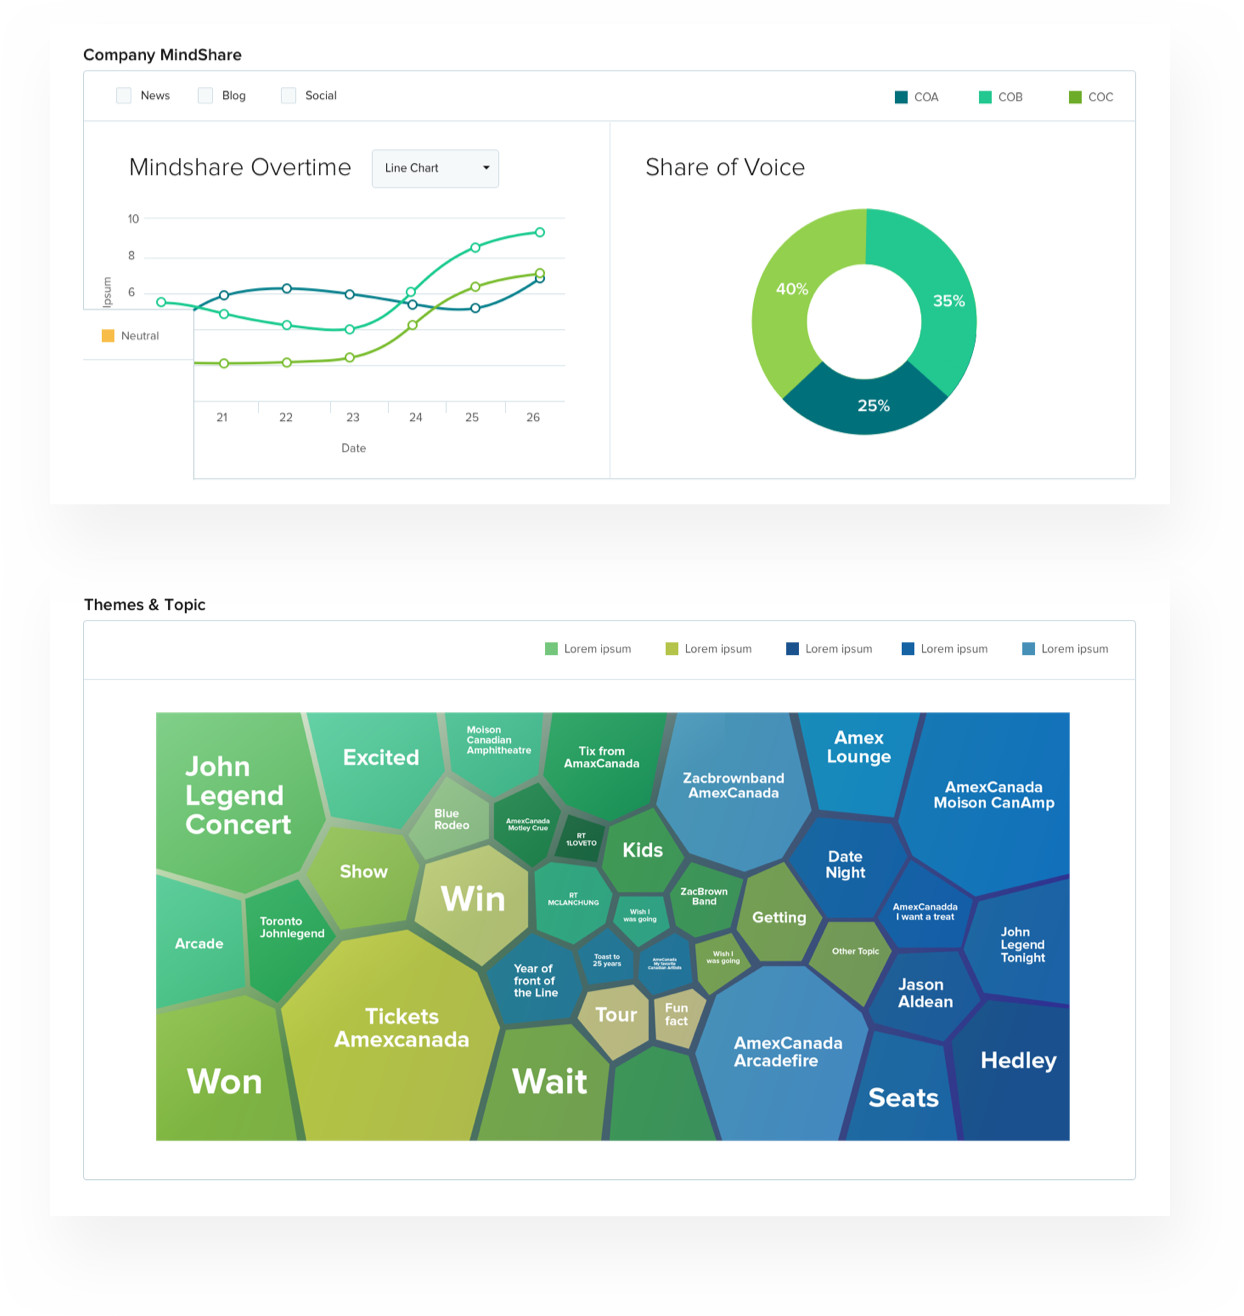 Company MindShare
News Blog Social COA COB COC
Mindshare Overtime Line Chart Share of Voice
10
8
6
Ipsum
Neutral
21 22 23 24 25 26
Date
40%
35%
25%
Themes & Topic
Lorem ipsum Lorem ipsum Lorem ipsum Lorem ipsum Lorem ipsum
John
Legend
Concert
Excited
Moison
Canadian
Amphitheatre
Tix from
AmaxCanada
Zacbrownband
AmexCanada
Amex
Lounge
AmexCanada
Moison CanAmp
Blue
Rodeo
AmexCanada
Motley Crue
RT
1LOVETO
Kids
Show
Win
RT
MCLANCHUNG
Wish I
was going
ZacBrown
Band
Getting
Date
Night
AmexCanadda
I want a treat
Arcade
Toronto
Johnlegend
Year of
front of
the Line
Toast to
25 years
AmeCanada
My favority
Canadian Artists
Wish I
was going
Other Topic
John
Legend
Tonight
Jason
Aldean
Tickets
Amexcanada
Tour
Fun
fact
AmexCanada
Arcadefire
Won
Wait
Seats
Hedley